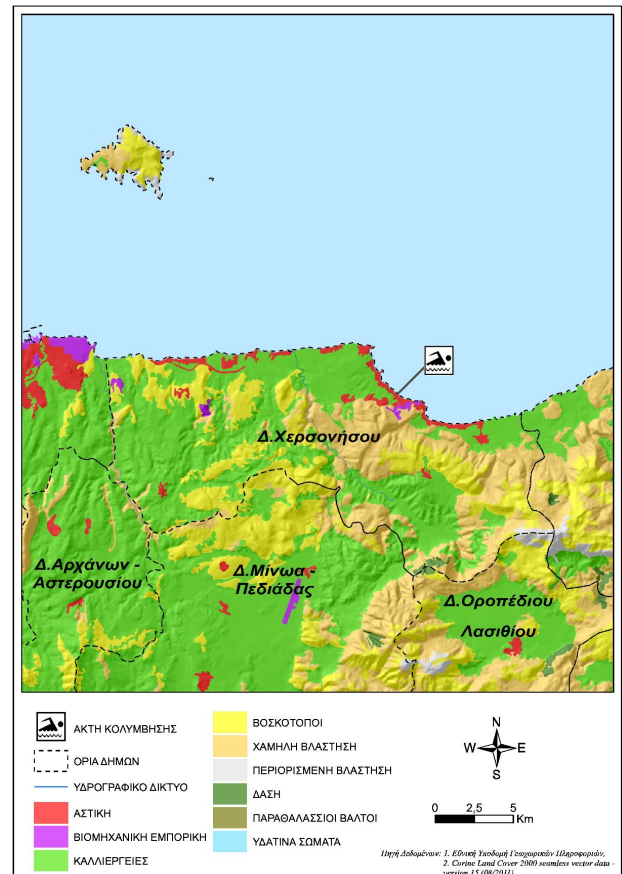 Δ.Χερσονήσου
Δ.Αρχάνων -
Αστερουσίου
Δ.Μίνωα -
Πεδιάδας
Δ.Οροπέδιου
Λασιθίου
ΑΚΤΗ ΚΟΛΥΜΒΗΣΗΣ
ΟΡΙΑ ΔΗΜΩΝ
ΥΔΡΟΓΡΑΦΙΚΟ ΔΙΚΤΥΟ
ΑΣΤΙΚΗ
ΒΙΟΜΗΧΑΝΙΚΗ ΕΜΠΟΡΙΚΗ
ΚΑΛΛΙΕΡΓΕΙΕΣ
ΒΟΣΚΟΤΟΠΟΙ
ΧΑΜΗΛΗ ΒΛΑΣΤΗΣΗ
ΠΕΡΙΟΡΙΣΜΕΝΗ ΒΛΑΣΤΗΣΗ
ΔΑΣΗ
ΠΑΡΑΘΑΛΑΣΣΙΟΙ ΒΑΛΤΟΙ
ΥΔΑΤΙΝΑ ΣΩΜΑΤΑ
N
W E
S
0 2,5 5
Km
Πηγή Δεδομένων: 1. Εθνική Υποδομή Γεωχωρικών Πληροφοριών,
2. Corine Land Cover 2000 seamless vector data -
version 15 (08/2011)